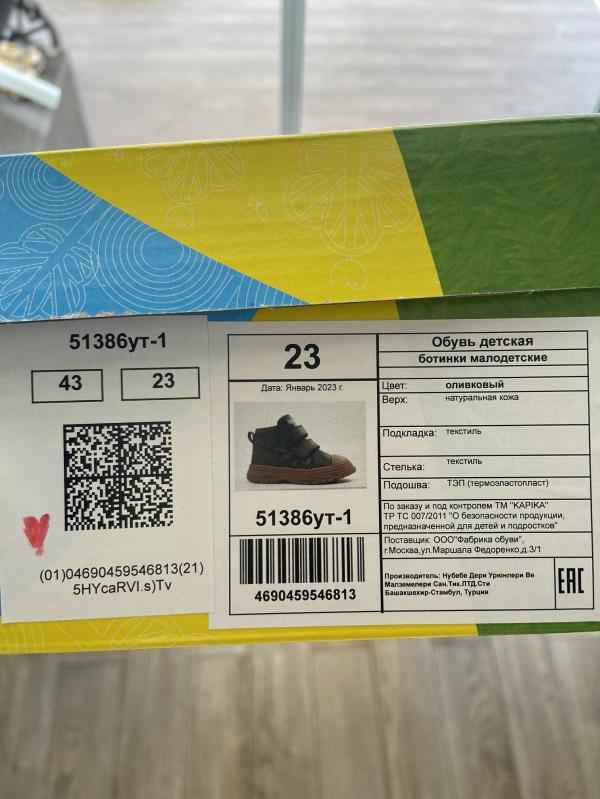 51386ут-1
43 23
(01)04690459546813(21)
5HYcaRVI.s)Tv
23
Дата: Январь 2023 г.
51386ут-1
4690459546813
Обувь детская
ботинки малодетские
Цвет: оливковый
Верх: натуральная кожа
Подкладка: текстиль
Стелька: текстиль
Подошва: ТЭП (термоэластопласт)
По заказу и под контролем ТМ "KAPIKA"
ТР ТС 007/2011 "О безопасности продукции,
предназначенной для детей и подростков"
Поставщик: ООО"Фабрика обуви",
г.Москва,ул.Маршала Федоренко,д.3/1
Производитель: Нубебе Дери Урюнлери Ве
Малземелери Сан.Тик.ЛТД.Сти
Башакшехир-Стамбул, Турция
EAC